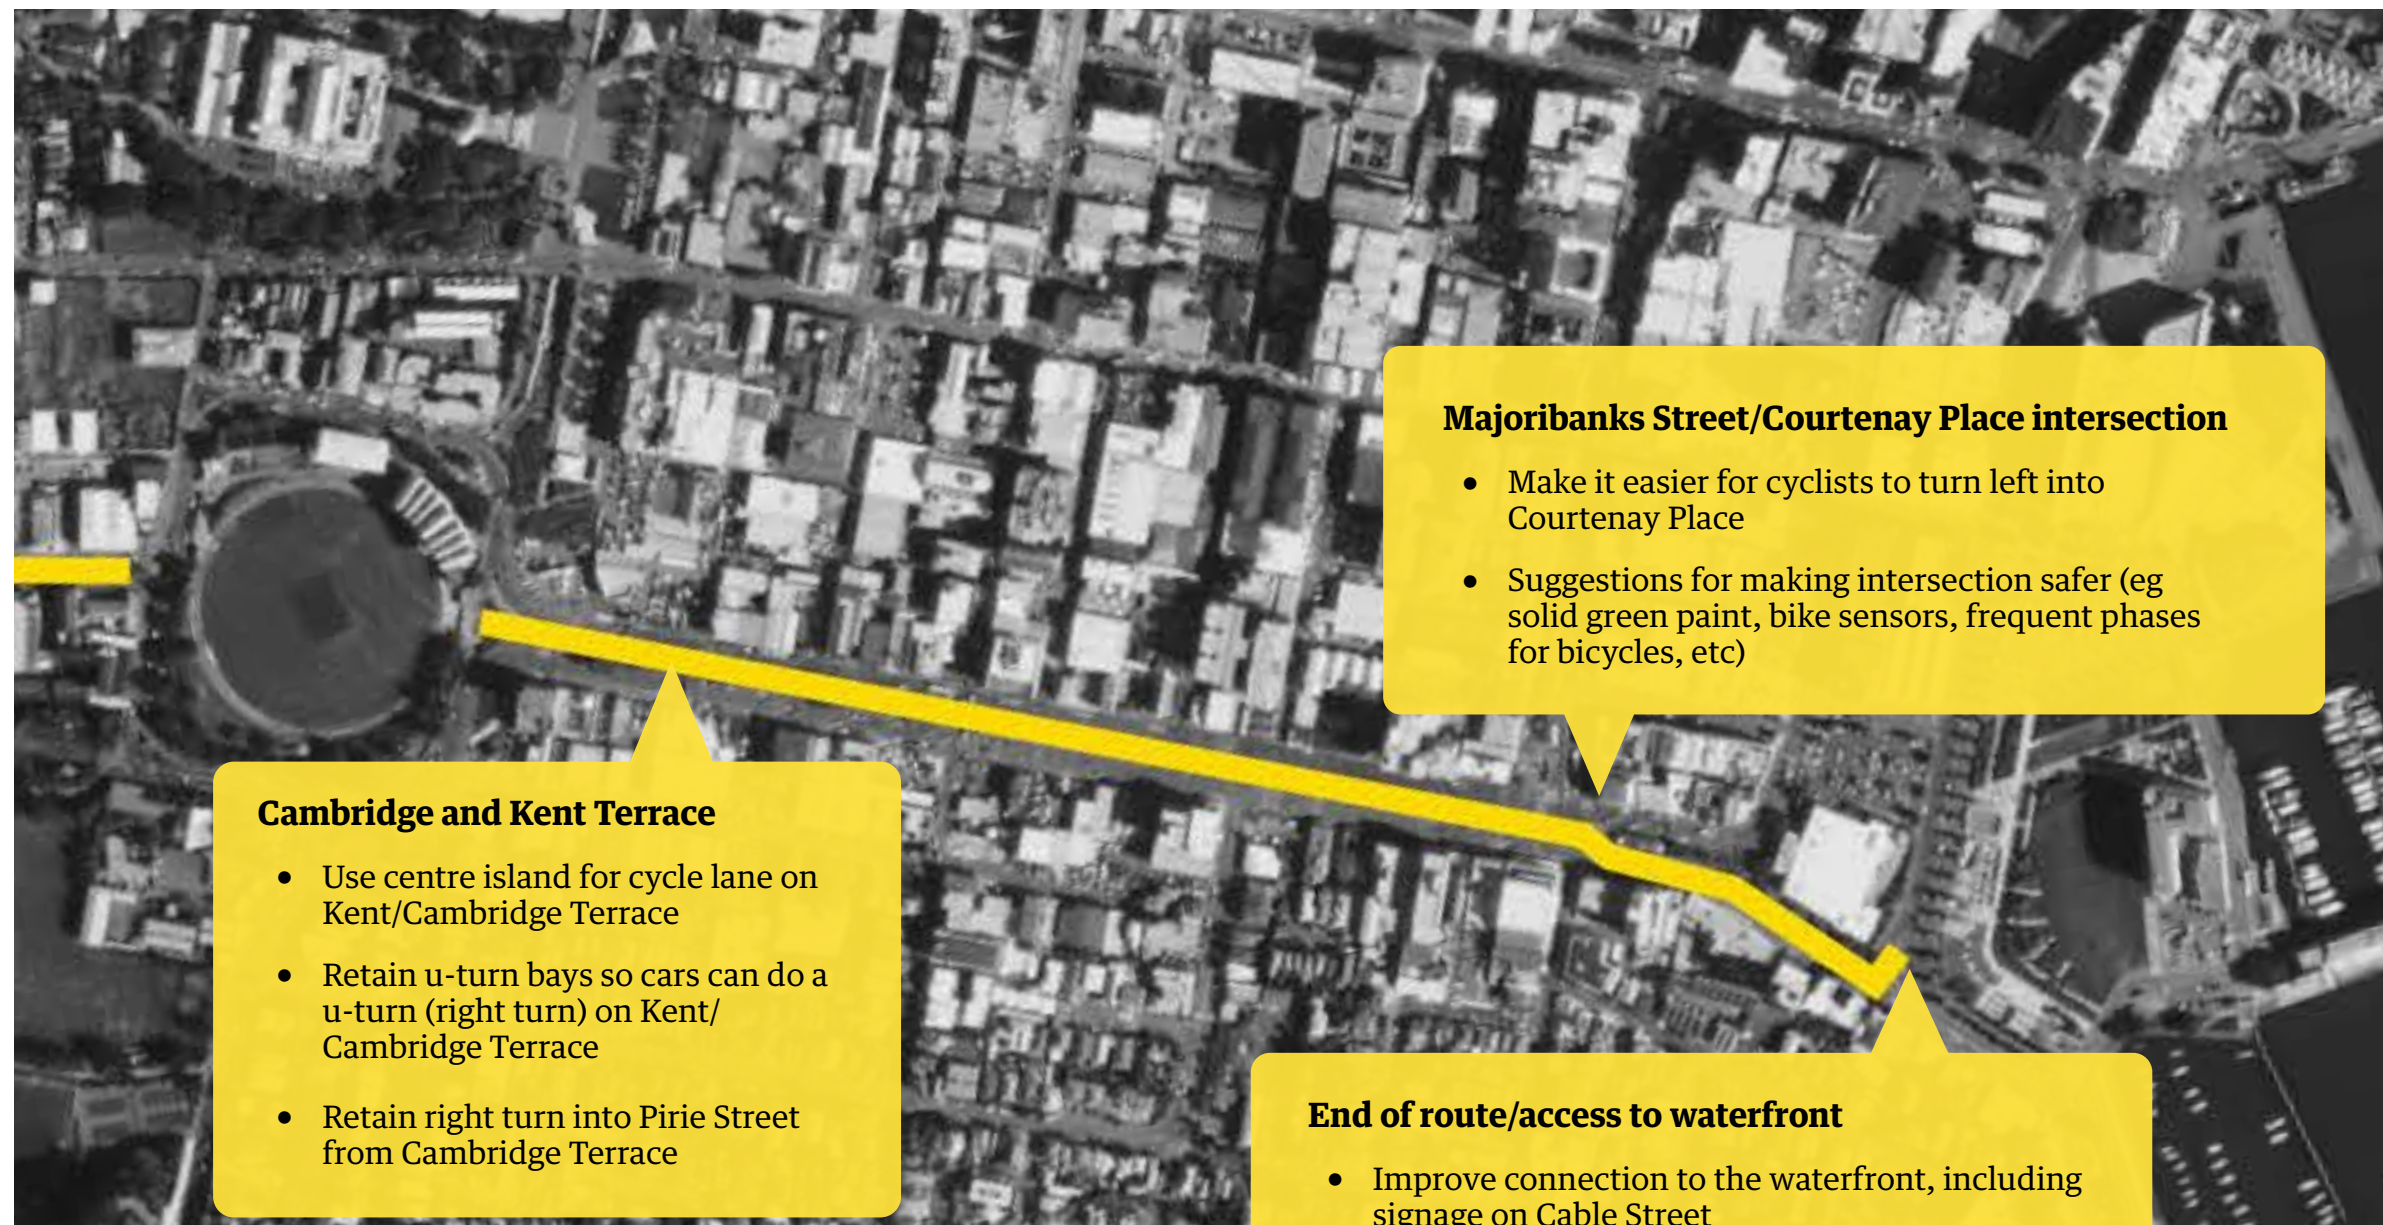 Majoribanks Street/Courtenay Place intersection
• Make it easier for cyclists to turn left into
Courtenay Place
• Suggestions for making intersection safer (eg
solid green paint, bike sensors, frequent phases
for bicycles, etc)
Cambridge and Kent Terrace
• Use centre island for cycle lane on
Kent/Cambridge Terrace
• Retain u-turn bays so cars can do a
u-turn (right turn) on Kent/
Cambridge Terrace
• Retain right turn into Pirie Street
from Cambridge Terrace
End of route/access to waterfront
• Improve connection to the waterfront, including
signage on Cable Street